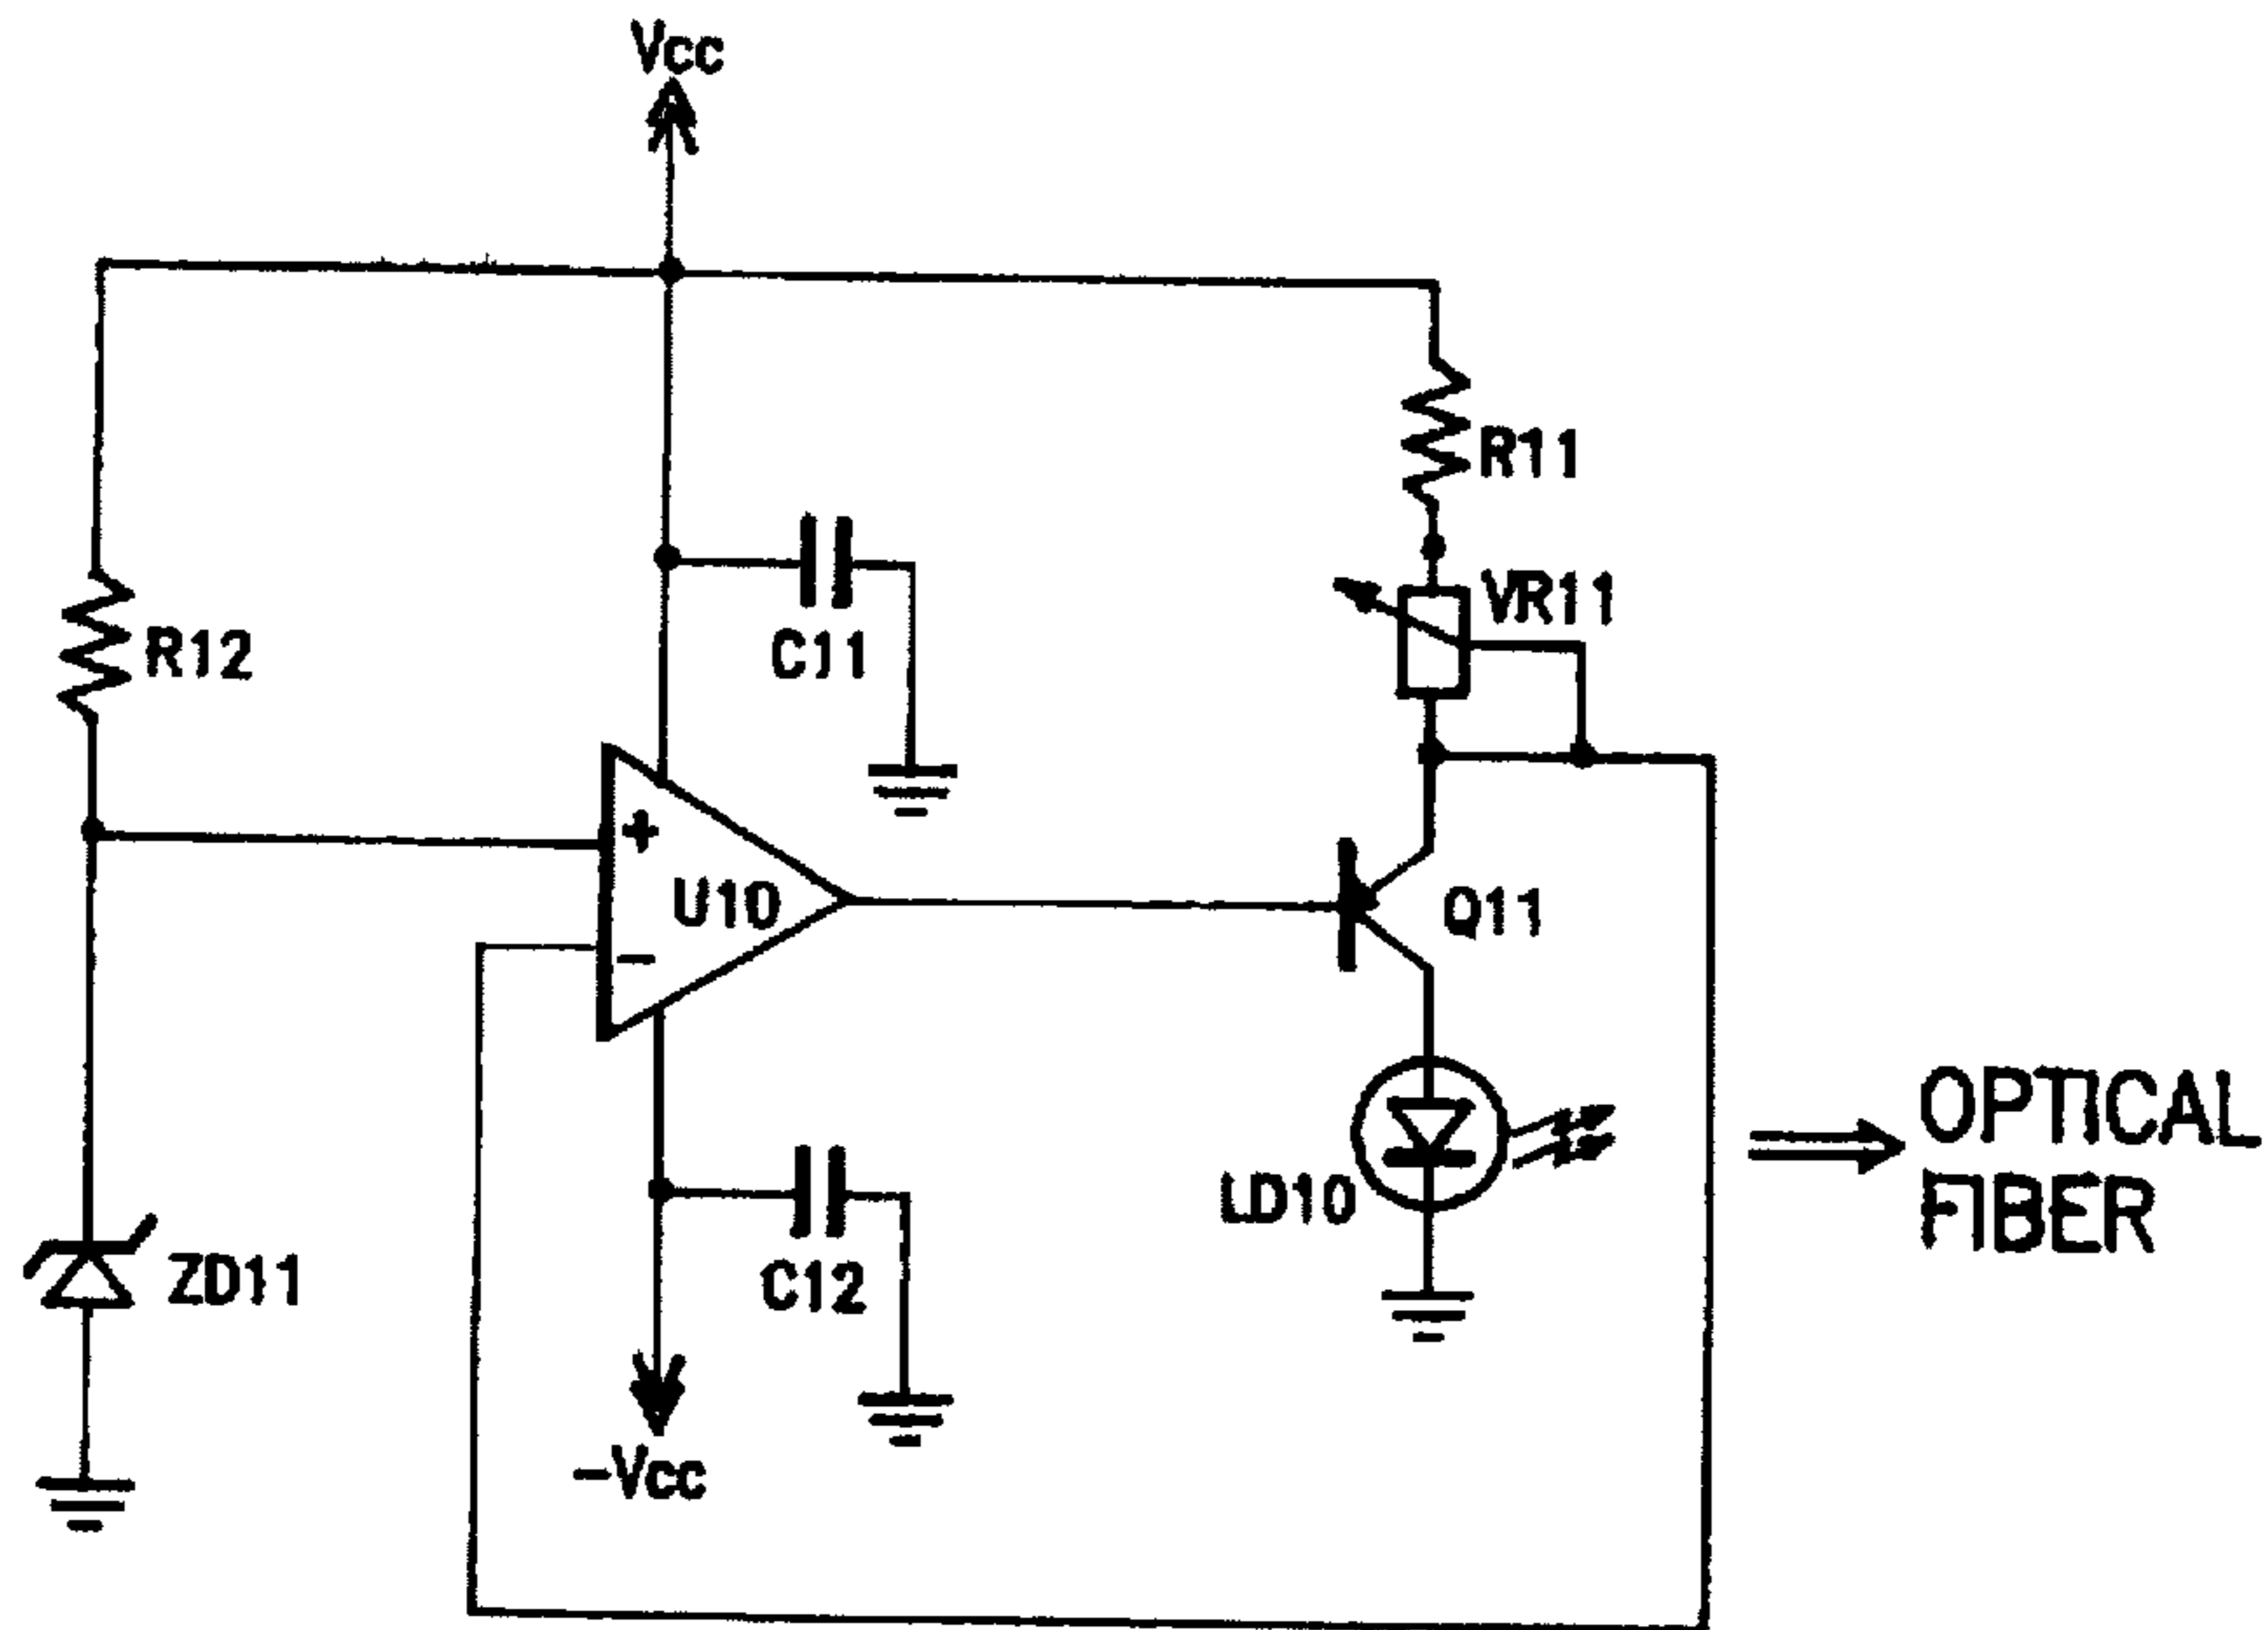 Vcc
R11
VR11
R12
C11
+
U10
Q11
-
OPTICAL
FIBER
LD10
ZD11
C12
-Vcc